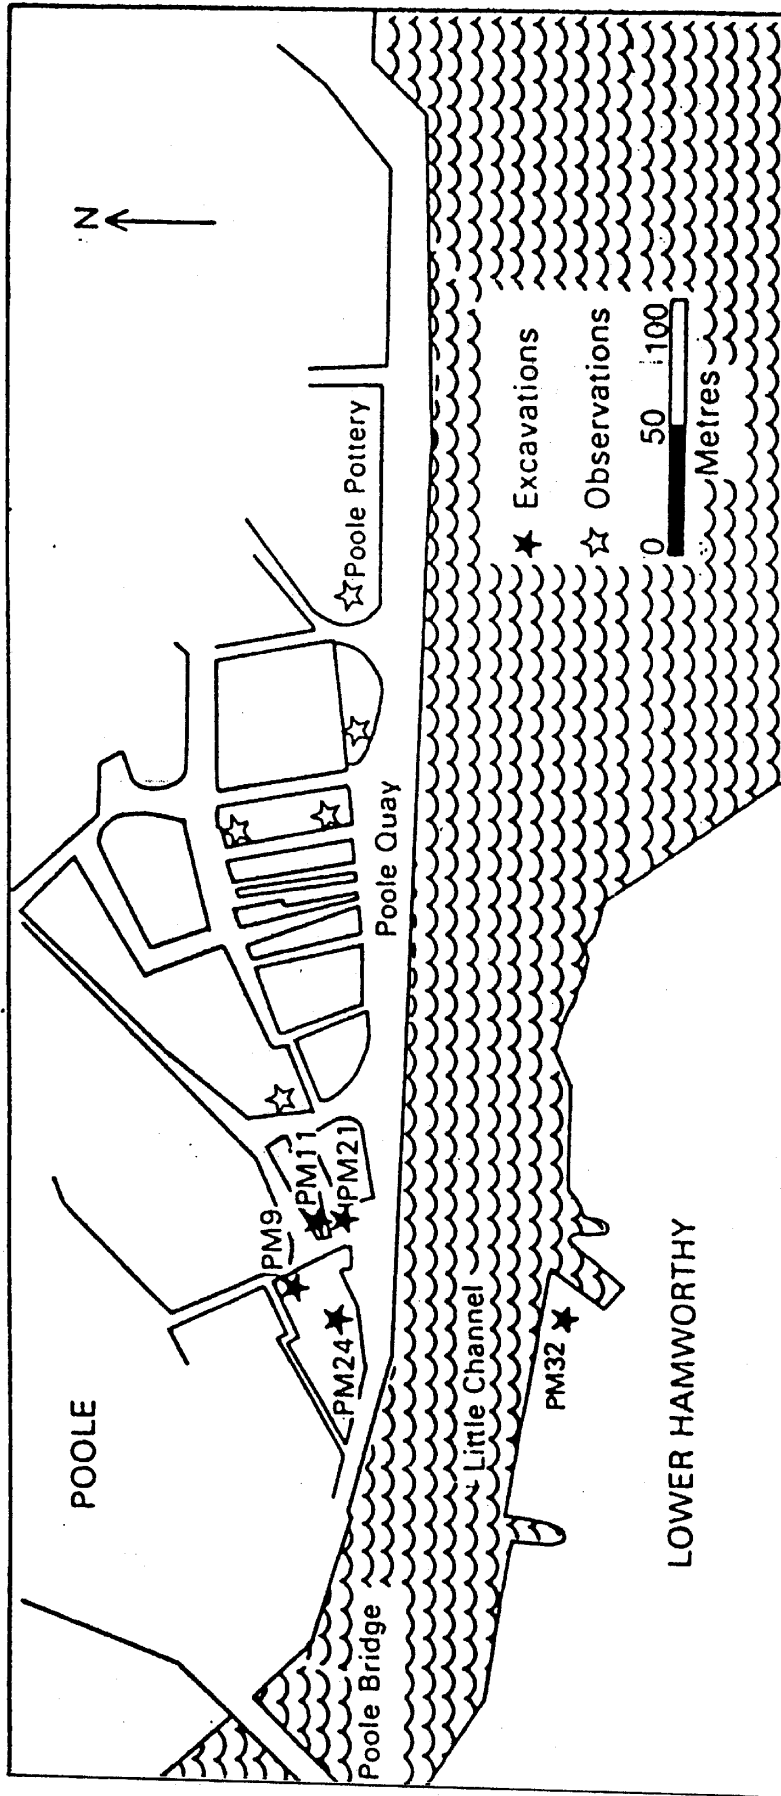 POOLE
N
PM9
PM11
PM21
PM24
Poole Pottery
Poole Quay
Poole Bridge
Little Channel
PM32
LOWER HAMWORTHY
Excavations
Observations
0 50 100
Metres